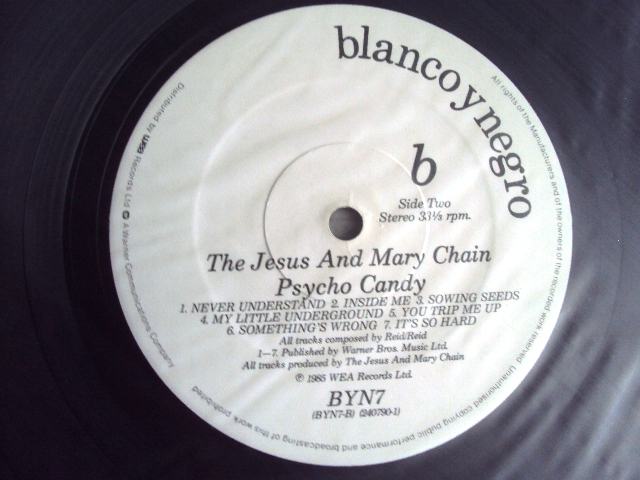 blanco y negro
b
Side Two
Stereo 33⅓ rpm.
The Jesus And Mary Chain
Psycho Candy
1. NEVER UNDERSTAND 2. INSIDE ME 3. SOWING SEEDS
4. MY LITTLE UNDERGROUND 5. YOU TRIP ME UP
6. SOMETHING'S WRONG 7. IT'S SO HARD
All tracks composed by Reid/Reid
1—7. Published by Warner Bros. Music Ltd.
All tracks produced by The Jesus And Mary Chain
℗ 1985 WEA Records Ltd.
BYN7
(BYN7-B) (240790-1)
Distributed by wea Records Ltd. A Warner Communications Company
All rights of the Manufacturers and of the owners of the recorded work reserved Unauthorised copying public performance and broadcasting of this work prohibited